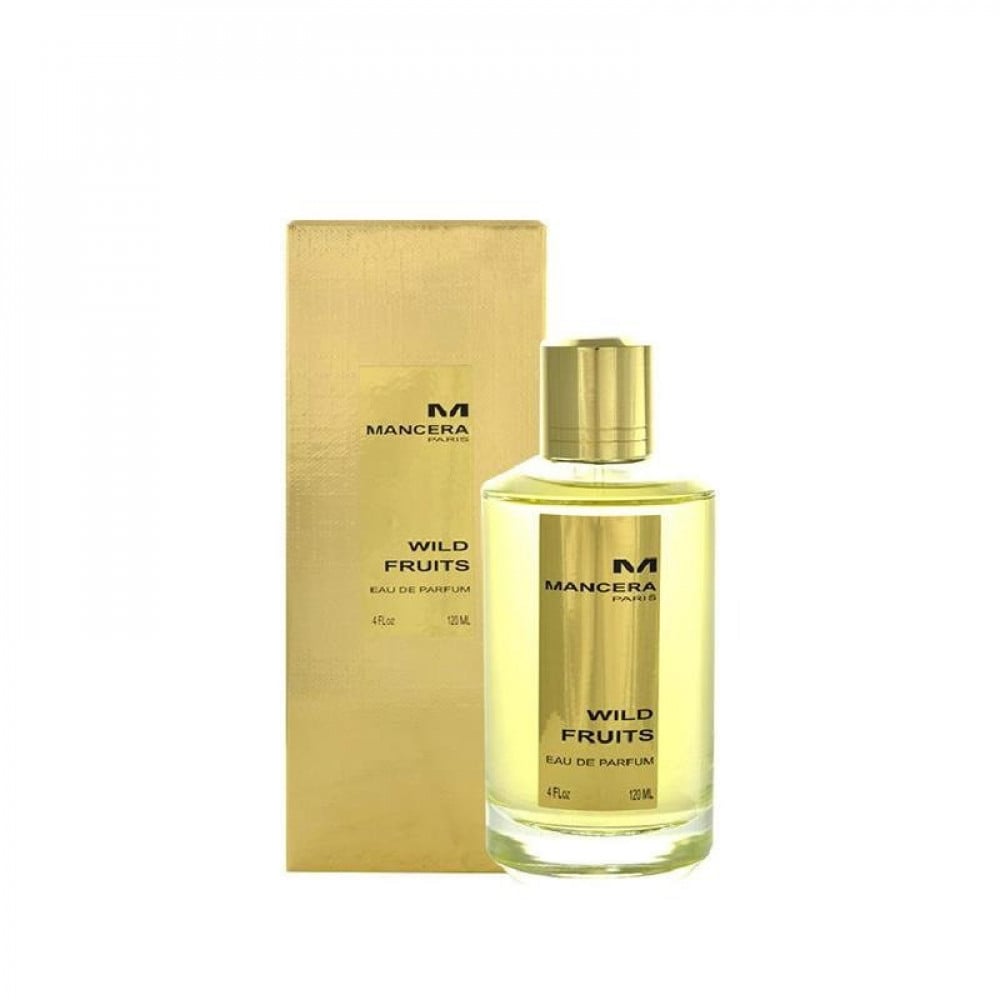 M
MANCERA
PARIS
WILD
FRUITS
EAU DE PARFUM
4 FLoz 120 ML
M
MANCERA
PARIS
WILD
FRUITS
EAU DE PARFUM
4 FLoz 120 ML